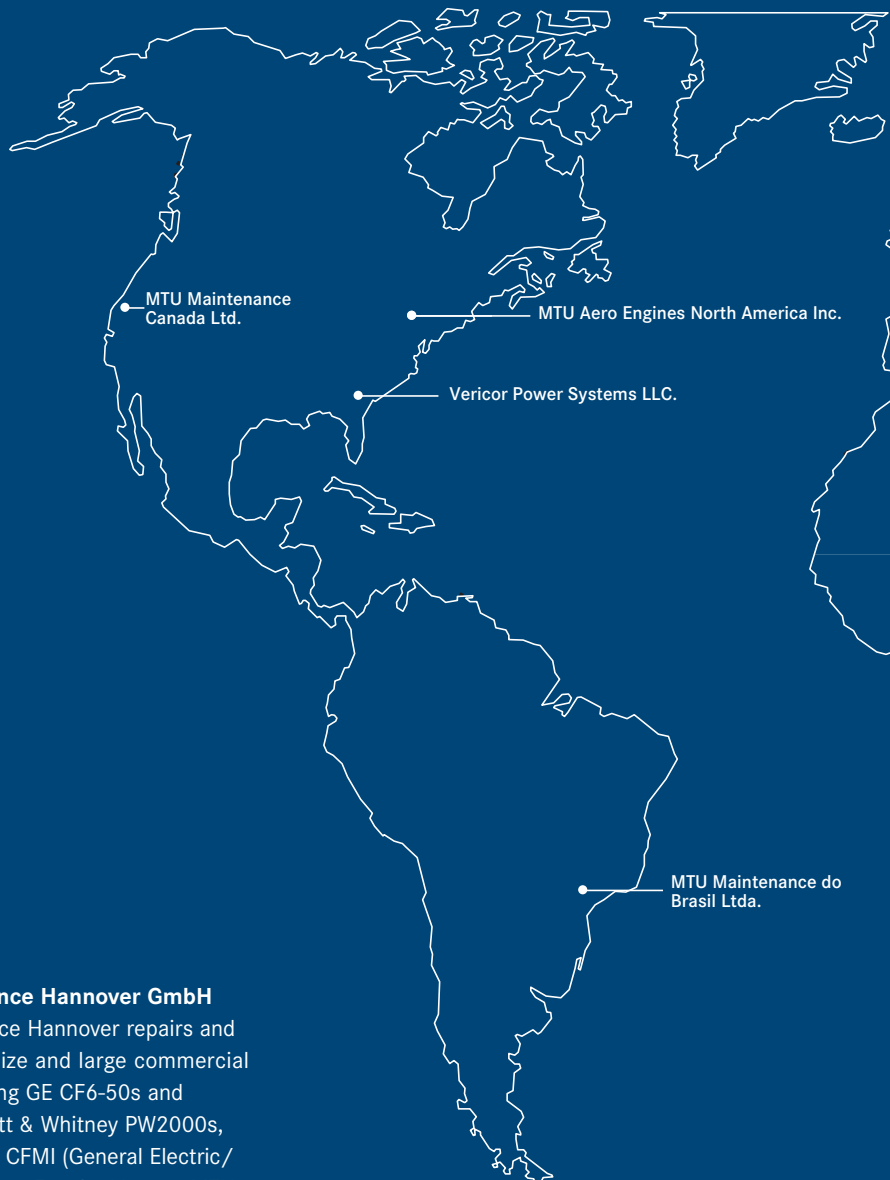 MTU Maintenance
Canada Ltd.
MTU Aero Engines North America Inc.
Vericor Power Systems LLC.
MTU Maintenance do
Brasil Ltda.
nce Hannover GmbH
ce Hannover repairs and
ize and large commercial
ng GE CF6-50s and
tt & Whitney PW2000s,
CFMI (General Electric/